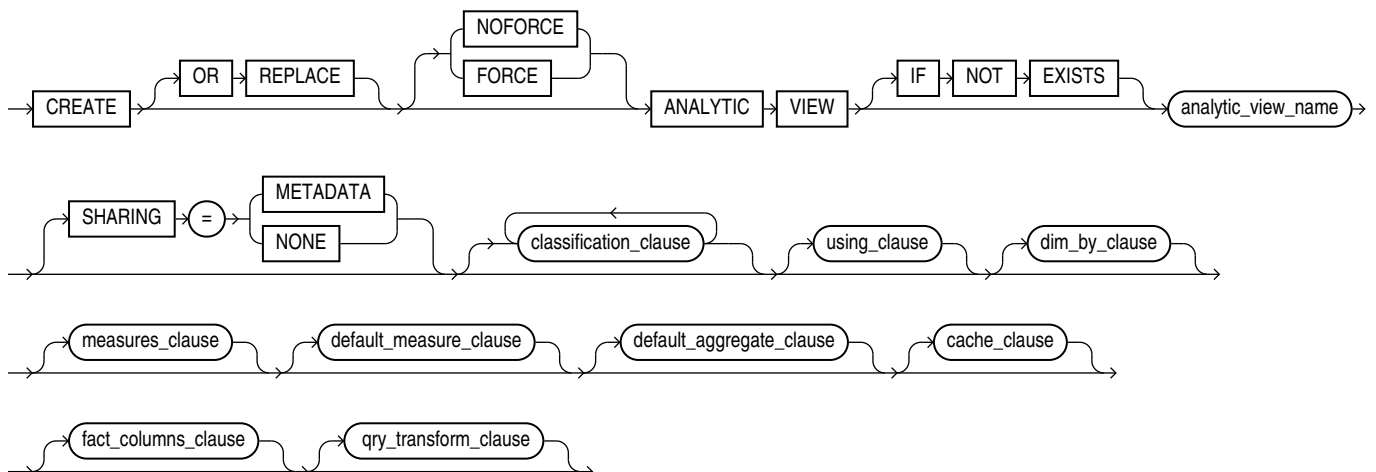 NOFORCE
OR REPLACE FORCE IF NOT EXISTS
CREATE ANALYTIC VIEW analytic_view_name
METADATA
SHARING = NONE classification_clause using_clause dim_by_clause
measures_clause default_measure_clause default_aggregate_clause cache_clause
fact_columns_clause qry_transform_clause